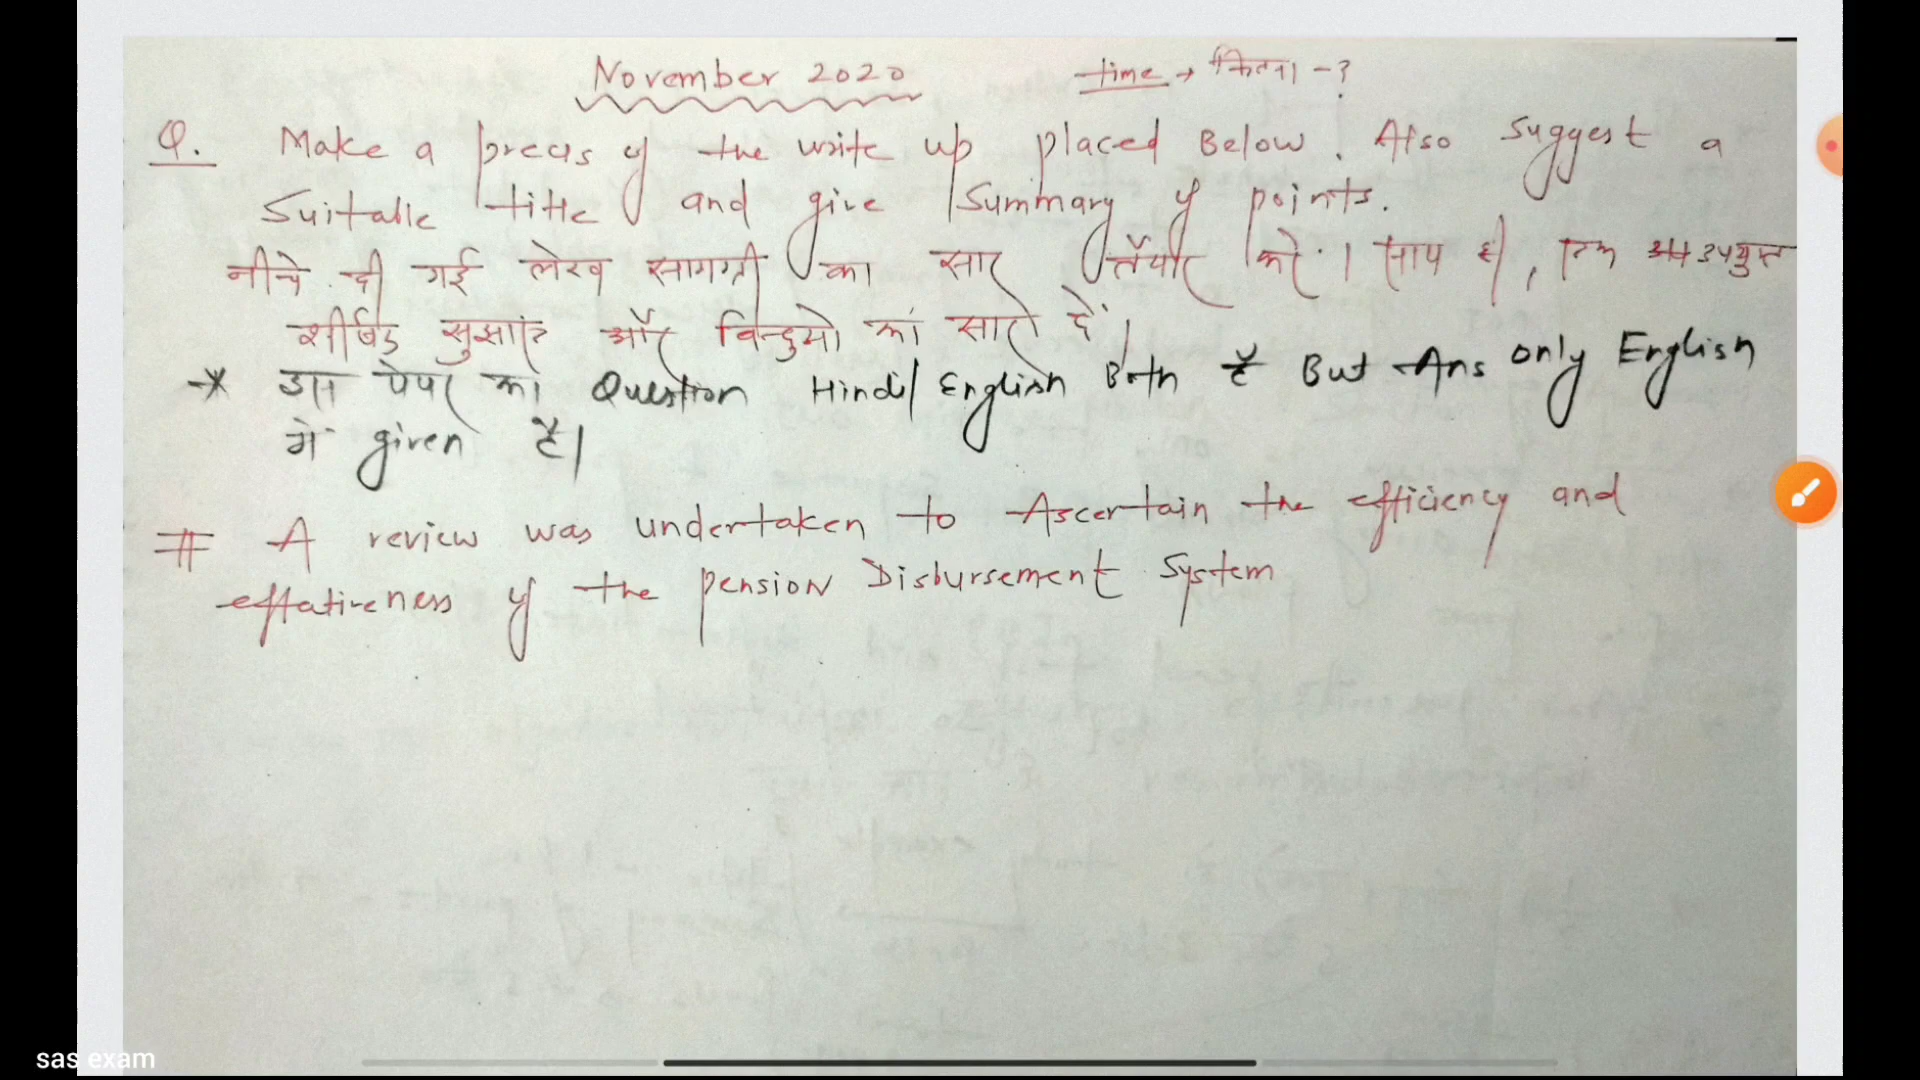 November 2020
time → कितना - ?
Q. Make a precis of the write up placed Below. Also suggest a
Suitable title and give Summary of points.
नीचे दी गई लेख सामग्री का सार तैयार करें। साथ ही, उपयुक्त
शीर्षक और का दें।
* इस पेपर का Question Hindi/English Both है But Ans only English
में given है।
# A review was undertaken to Ascertain the efficiency and
effectiveness of the pension Disbursement System
sas exam